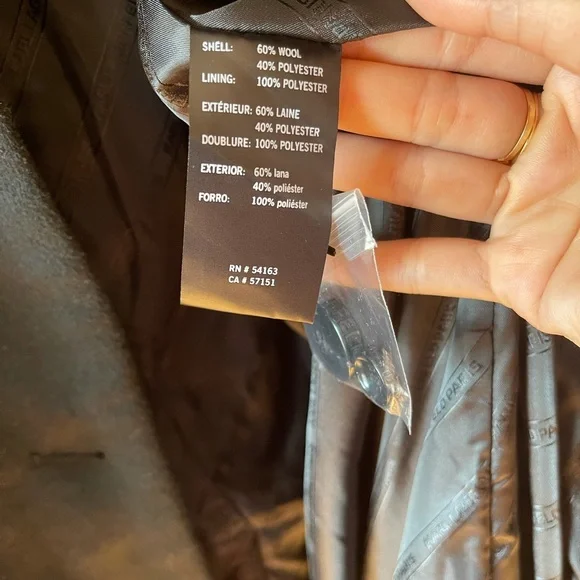 SHELL: 60% WOOL
40% POLYESTER
LINING: 100% POLYESTER
EXTÉRIEUR: 60% LAINE
40% POLYESTER
DOUBLURE: 100% POLYESTER
EXTERIOR: 60% lana
40% poliéster
FORRO: 100% poliéster
RN # 54163
CA # 57151
PARIS